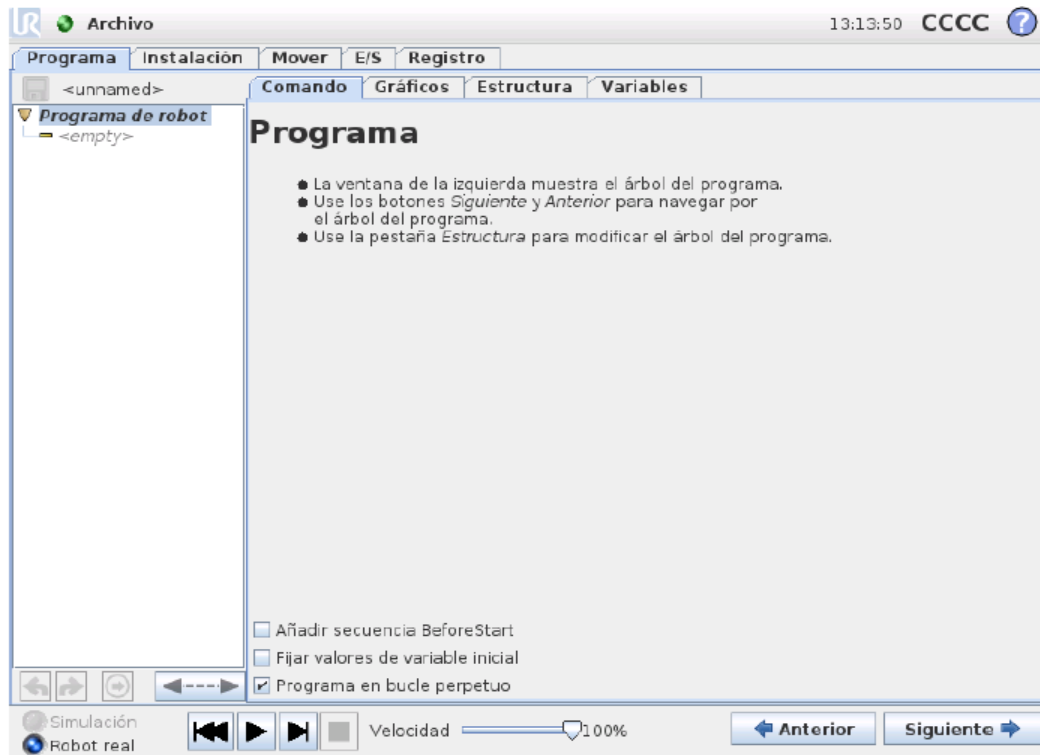 UR Archivo 13:13:50 CCCC ?
Programa Instalación Mover E/S Registro
<unnamed> Comando Gráficos Estructura Variables
Programa de robot
<empty>
Programa
La ventana de la izquierda muestra el árbol del programa.
Use los botones Siguiente y Anterior para navegar por
el árbol del programa.
Use la pestaña Estructura para modificar el árbol del programa.
Añadir secuencia BeforeStart
Fijar valores de variable inicial
Programa en bucle perpetuo
Simulación
Robot real
Velocidad 100%
Anterior Siguiente